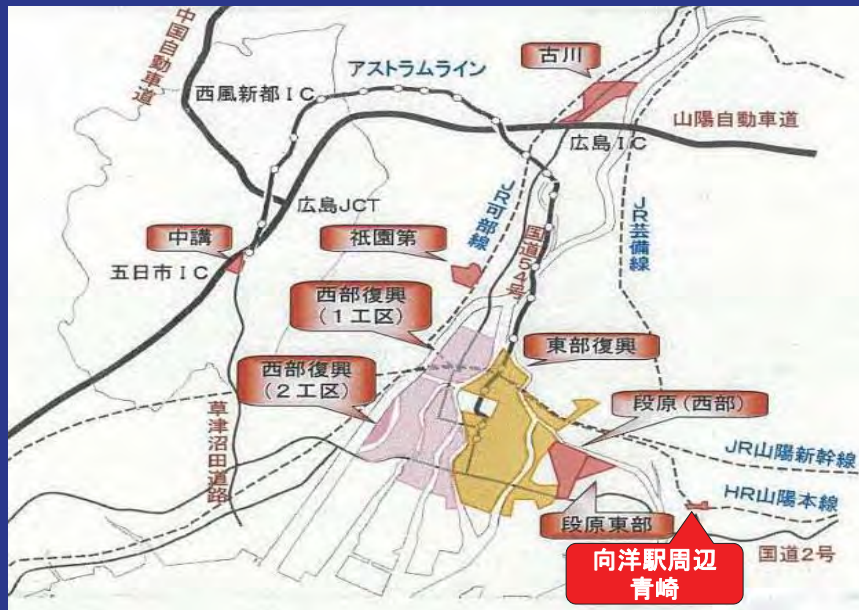 中国自動車道
西風新都IC
アストラムライン
古川
山陽自動車道
広島IC
広島JCT
JR可部線
国道54号
JR芸備線
中講
五日市IC
祇園第
西部復興
(1工区)
東部復興
西部復興
(2工区)
段原(西部)
草津沼田道路
JR山陽新幹線
HR山陽本線
段原東部
向洋駅周辺
青崎
国道2号